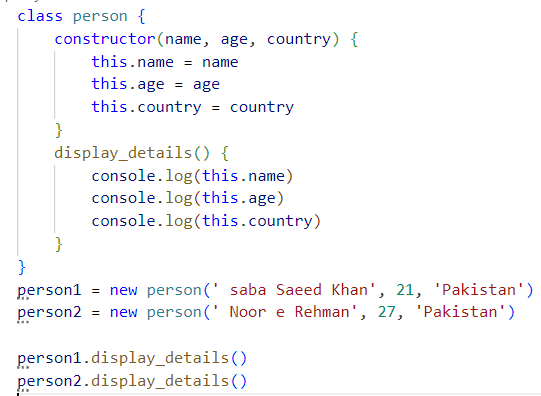 class person {
    constructor(name, age, country) {
        this.name = name
        this.age = age
        this.country = country
    }
    display_details() {
        console.log(this.name)
        console.log(this.age)
        console.log(this.country)
    }
}
person1 = new person(' saba Saeed Khan', 21, 'Pakistan')
person2 = new person(' Noor e Rehman', 27, 'Pakistan')

person1.display_details()
person2.display_details()